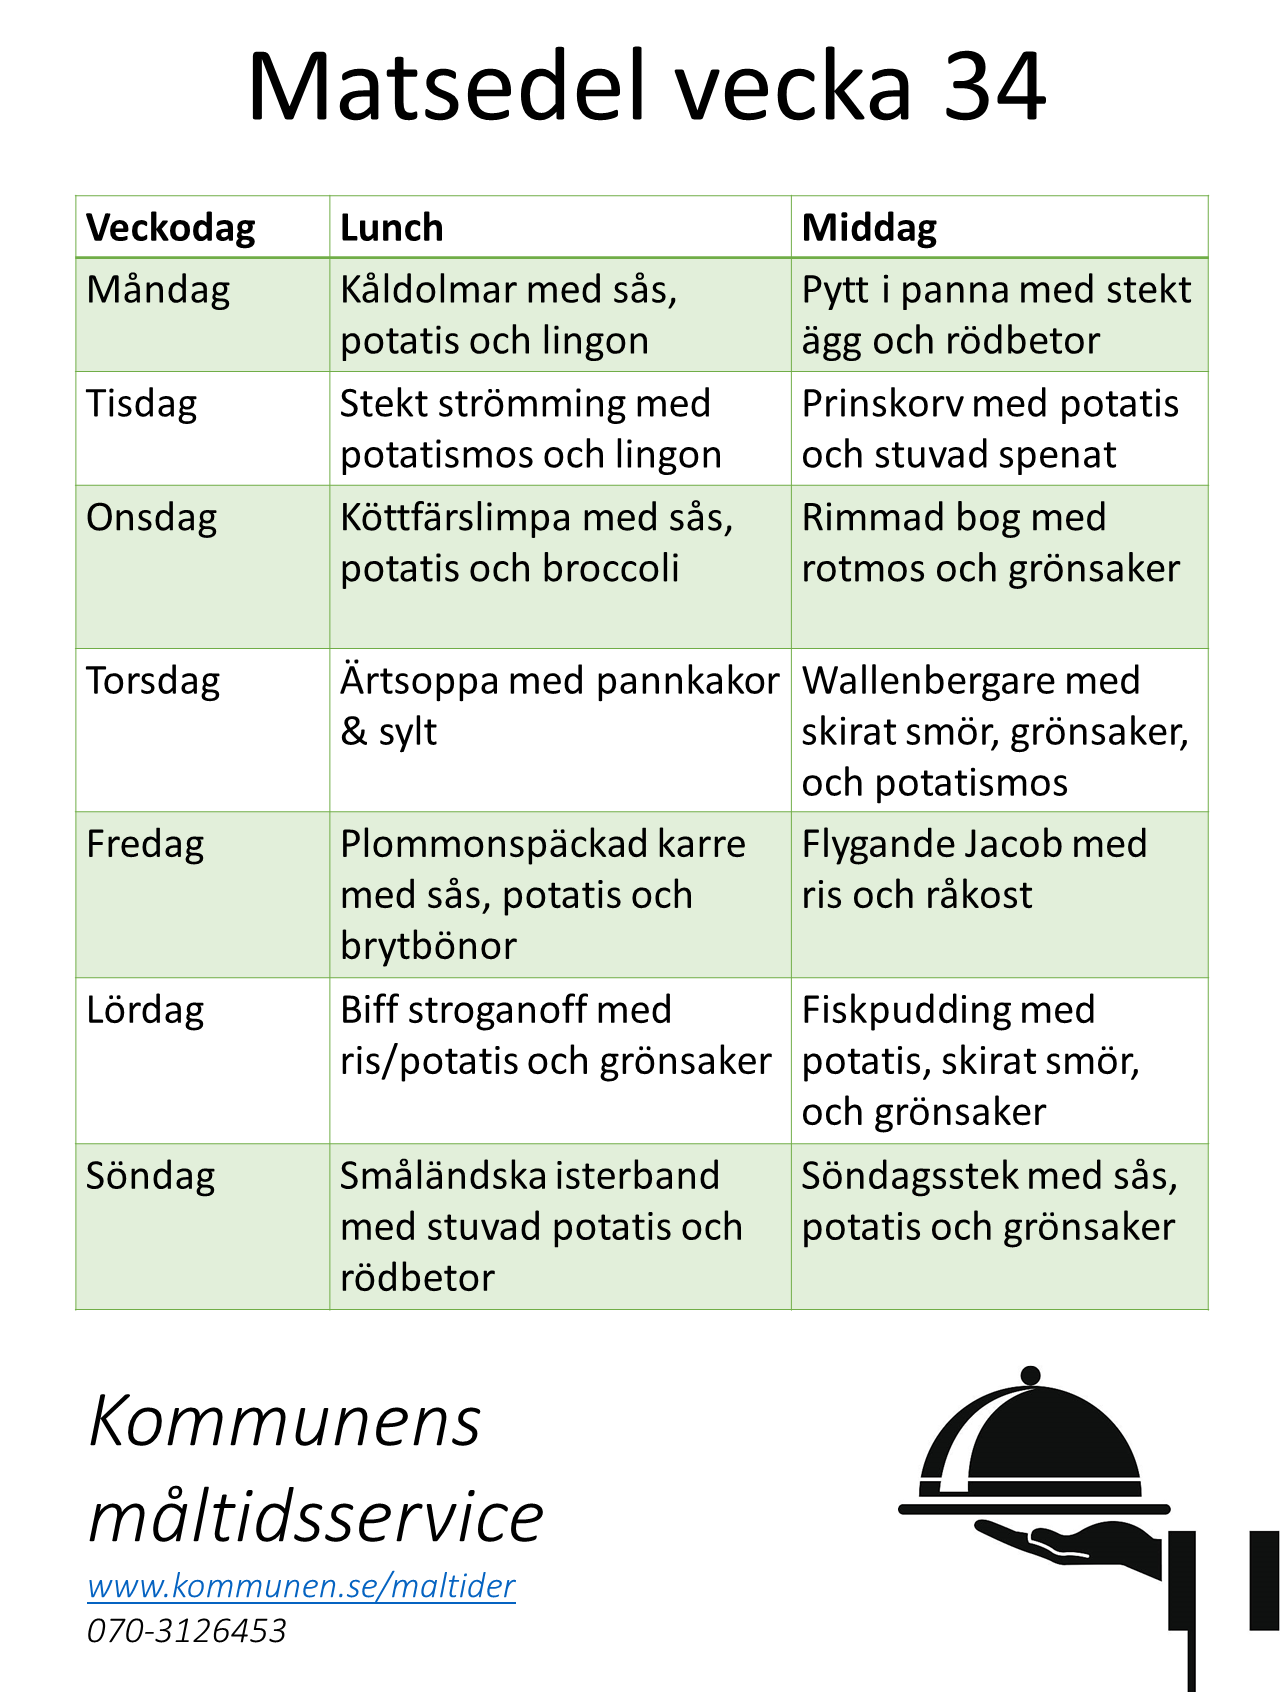 Matsedel vecka 34
Veckodag Lunch Middag
Måndag
Kåldolmar med sås,
potatis och lingon
Pytt i panna med stekt
ägg och rödbetor
Tisdag
Stekt strömming med
potatismos och lingon
Prinskorv med potatis
och stuvad spenat
Onsdag
Köttfärslimpa med sås,
potatis och broccoli
Rimmad bog med
rotmos och grönsaker
Torsdag
Ärtsoppa med pannkakor
& sylt
Wallenbergare med
skirat smör, grönsaker,
och potatismos
Fredag
Plommonspäckad karre
med sås, potatis och
brytbönor
Flygande Jacob med
ris och råkost
Lördag
Biff stroganoff med
ris/potatis och grönsaker
Fiskpudding med
potatis, skirat smör,
och grönsaker
Söndag
Småländska isterband
med stuvad potatis och
rödbetor
Söndagsstek med sås,
potatis och grönsaker
Kommunens
måltidsservice
www.kommunen.se/maltider
070-3126453